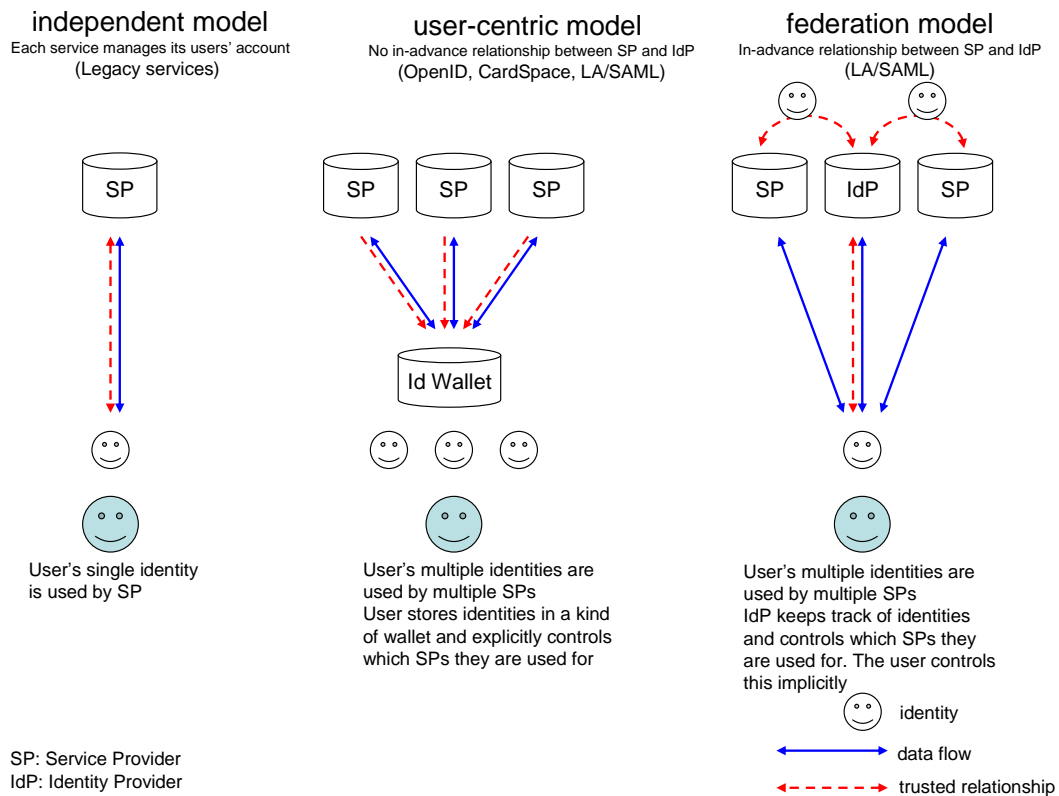 independent model
Each service manages its users' account
(Legacy services)
SP
User's single identity
is used by SP
user-centric model
No in-advance relationship between SP and IdP
(OpenID, CardSpace, LA/SAML)
SP
SP
SP
Id Wallet
User's multiple identities are
used by multiple SPs
User stores identities in a kind
of wallet and explicitly controls
which SPs they are used for
federation model
In-advance relationship between SP and IdP
(LA/SAML)
SP
IdP
SP
User's multiple identities are
used by multiple SPs
IdP keeps track of identities
and controls which SPs they
are used for. The user controls
this implicitly
identity
data flow
trusted relationship
SP: Service Provider
IdP: Identity Provider